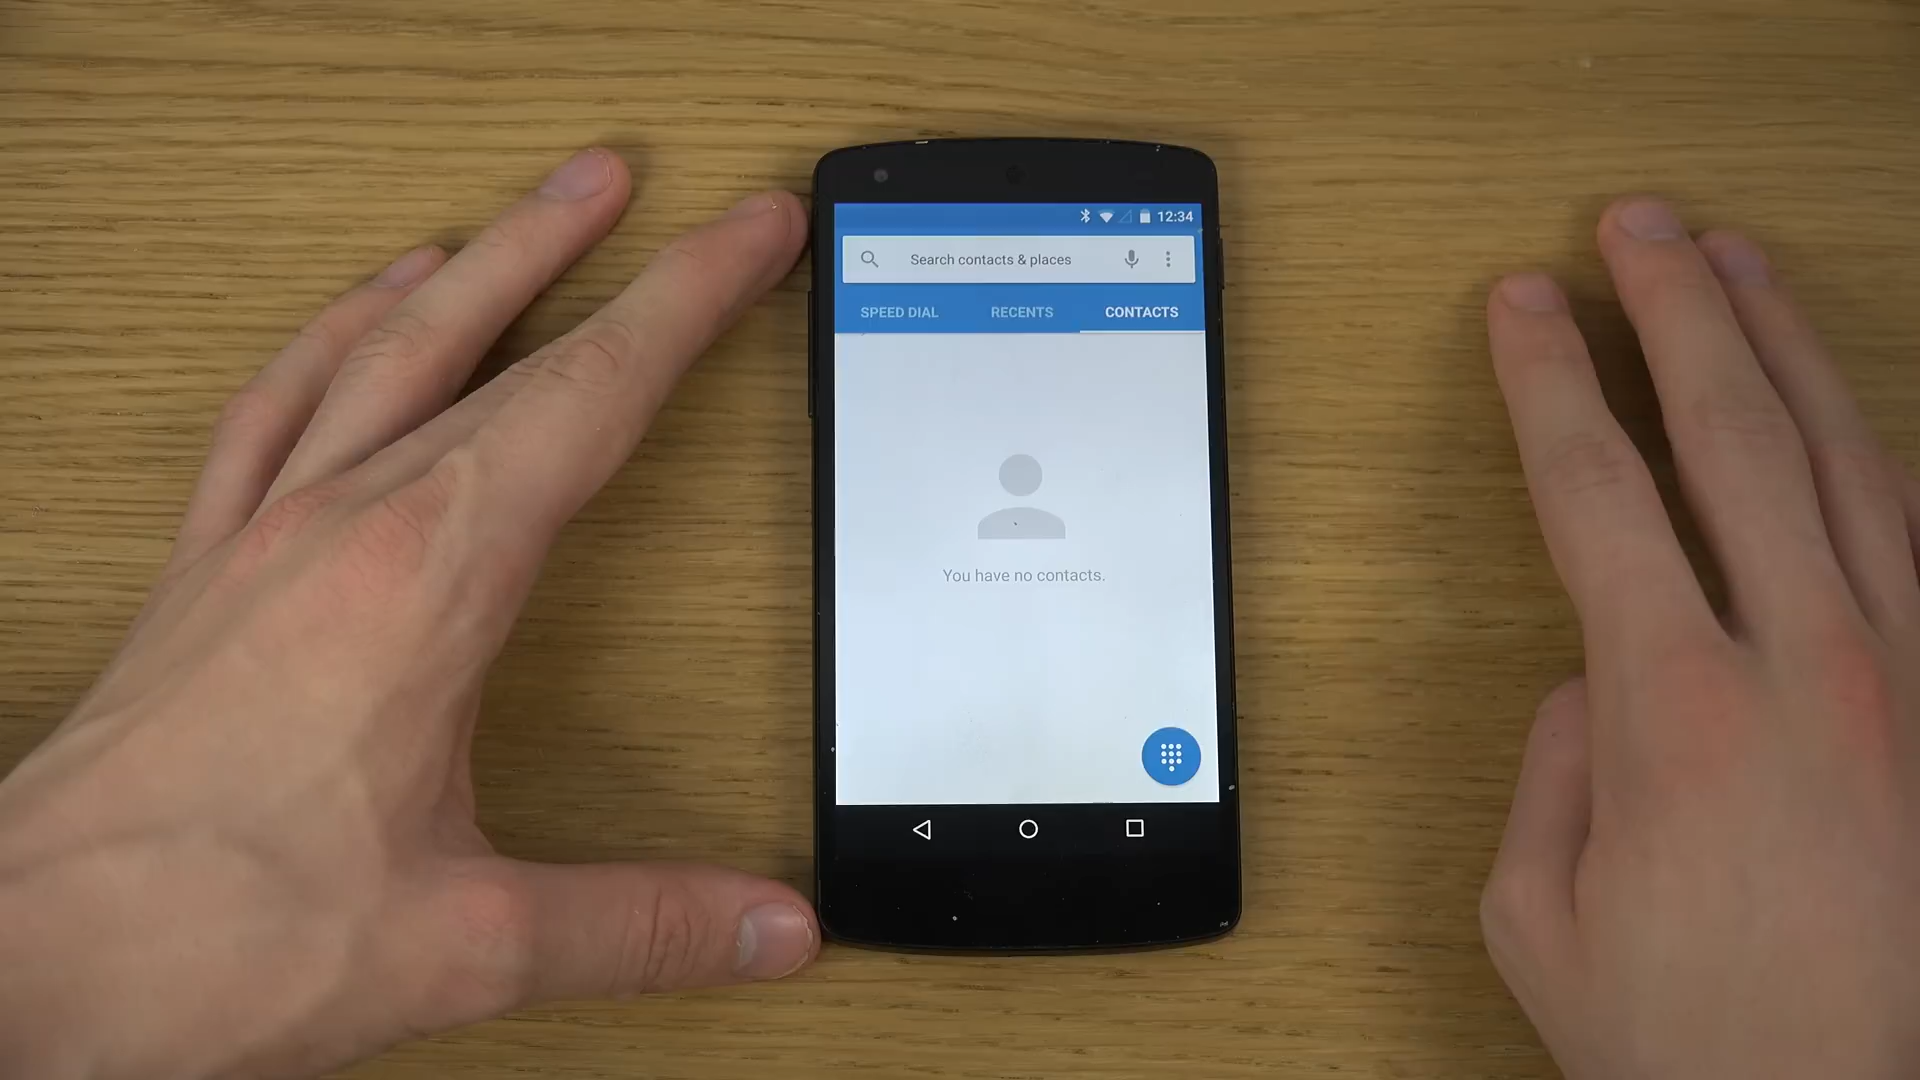 12:34
Search contacts & places
SPEED DIAL RECENTS CONTACTS
You have no contacts.